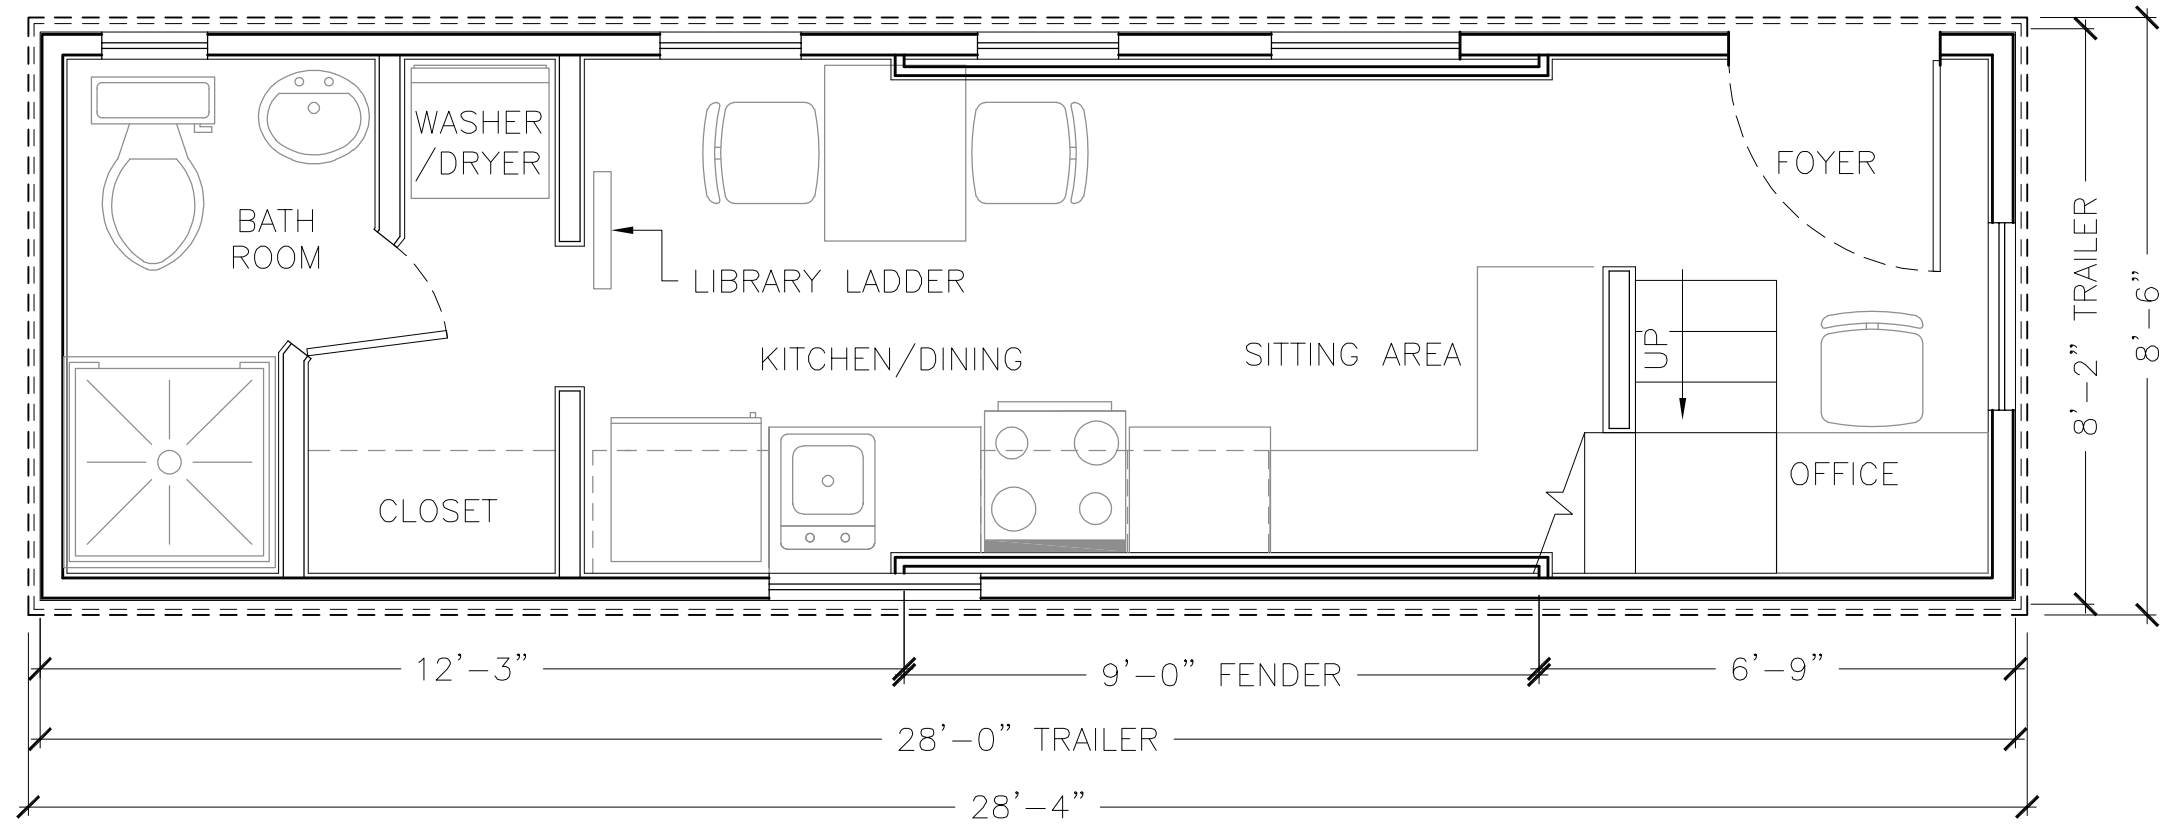 WASHER
/DRYER
FOYER
BATH
ROOM
LIBRARY LADDER
KITCHEN/DINING
SITTING AREA
UP
OFFICE
CLOSET
8'-2" TRAILER
8'-6"
12'-3"
9'-0" FENDER
6'-9"
28'-0" TRAILER
28'-4"